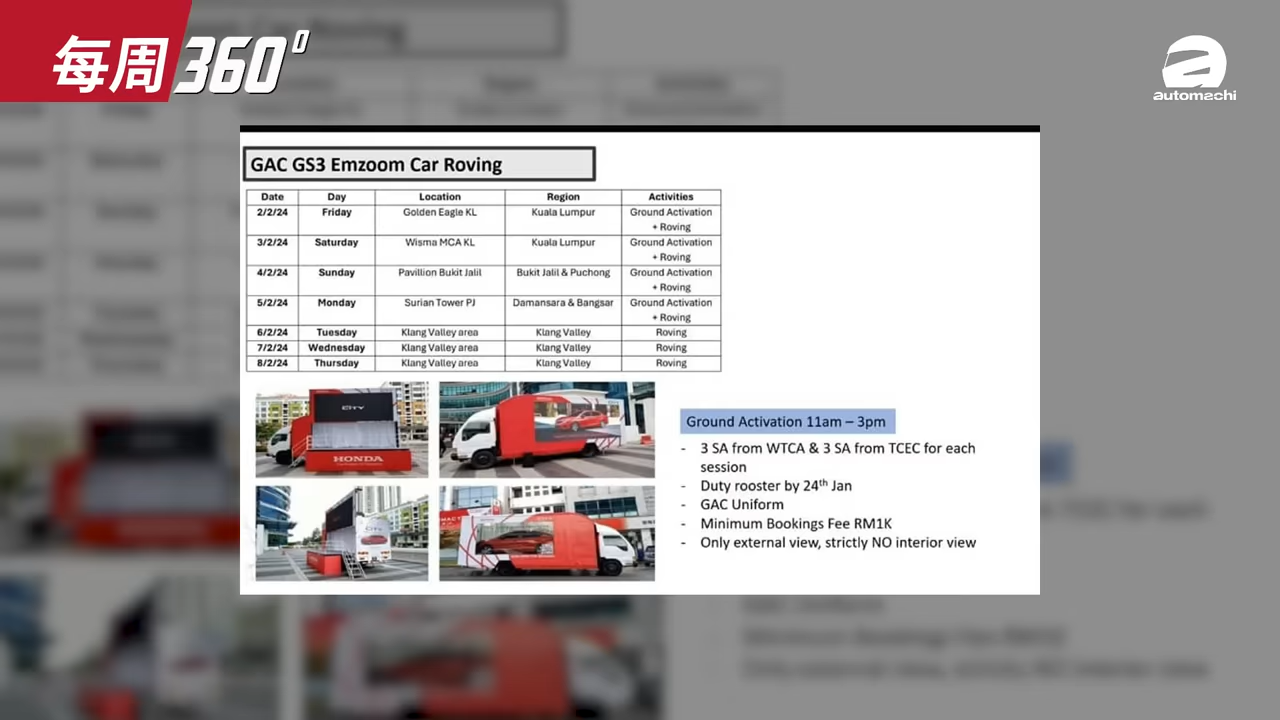 每周360°
automachi
GAC GS3 Emzoom Car Roving
Date Day Location Region Activities
2/2/24 Friday Golden Eagle KL Kuala Lumpur Ground Activation
+ Roving
3/2/24 Saturday Wisma MCA KL Kuala Lumpur Ground Activation
+ Roving
4/2/24 Sunday Pavillion Bukit Jalil Bukit Jalil & Puchong Ground Activation
+ Roving
5/2/24 Monday Surian Tower PJ Damansara & Bangsar Ground Activation
+ Roving
6/2/24 Tuesday Klang Valley area Klang Valley Roving
7/2/24 Wednesday Klang Valley area Klang Valley Roving
8/2/24 Thursday Klang Valley area Klang Valley Roving
CITY
HONDA
Ground Activation 11am – 3pm
- 3 SA from WTCA & 3 SA from TCEC for each
session
- Duty rooster by 24th Jan
- GAC Uniform
- Minimum Bookings Fee RM1K
- Only external view, strictly NO interior view